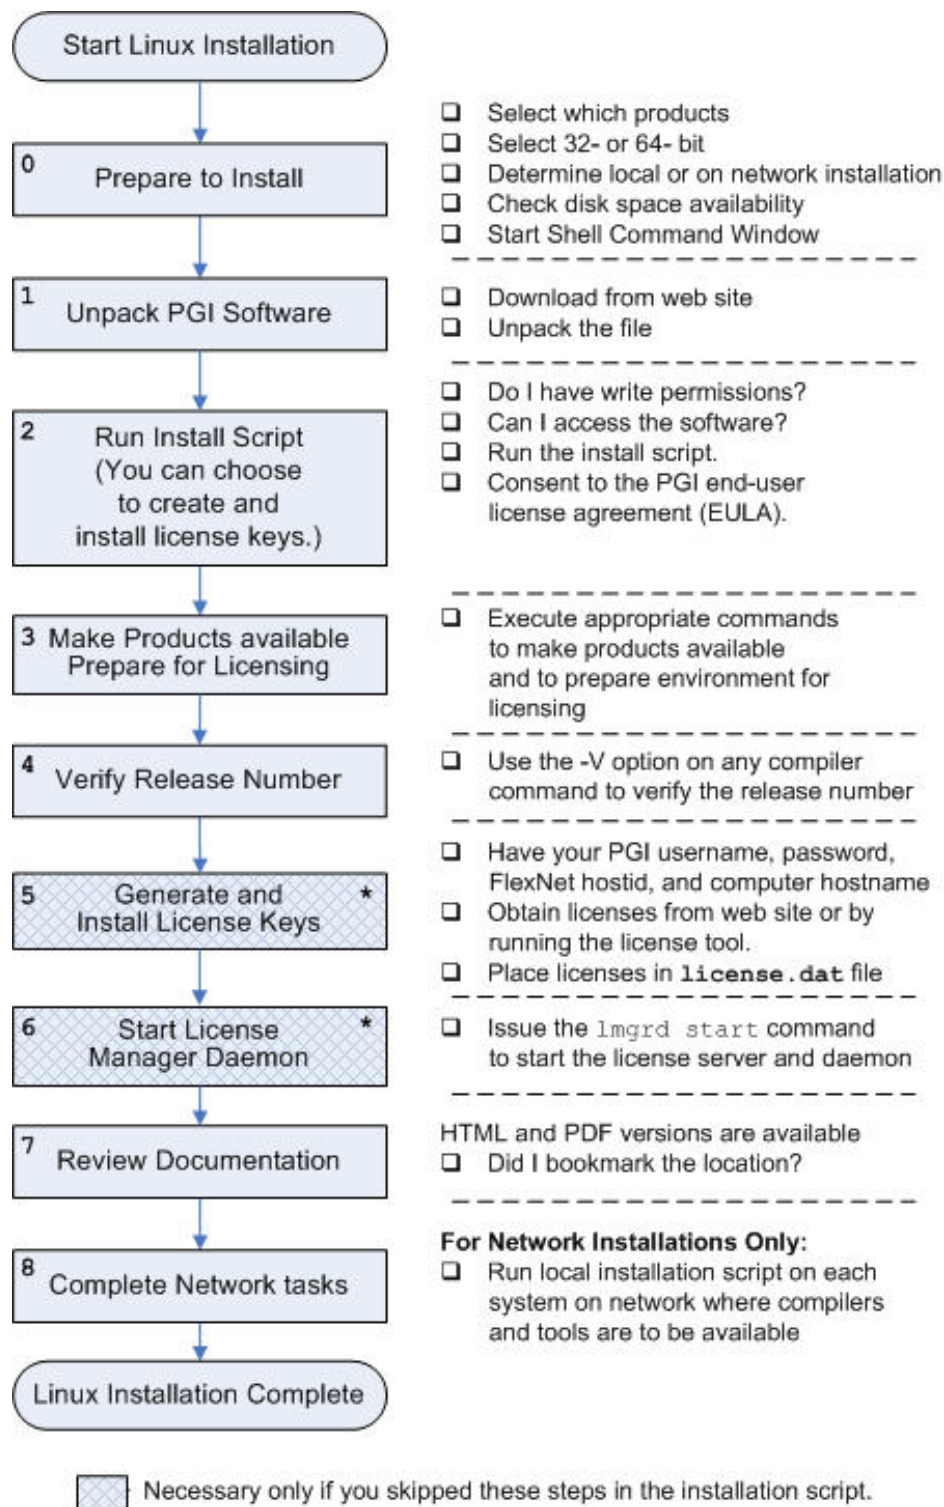 Start Linux Installation
0
Prepare to Install
❑ Select which products
❑ Select 32- or 64- bit
❑ Determine local or on network installation
❑ Check disk space availability
❑ Start Shell Command Window
1
Unpack PGI Software
❑ Download from web site
❑ Unpack the file
2
Run Install Script
(You can choose
to create and
install license keys.)
❑ Do I have write permissions?
❑ Can I access the software?
❑ Run the install script.
❑ Consent to the PGI end-user
license agreement (EULA).
3
Make Products available
Prepare for Licensing
❑ Execute appropriate commands
to make products available
and to prepare environment for
licensing
4
Verify Release Number
❑ Use the -V option on any compiler
command to verify the release number
5
Generate and *
Install License Keys
❑ Have your PGI username, password,
FlexNet hostid, and computer hostname
❑ Obtain licenses from web site or by
running the license tool.
❑ Place licenses in license.dat file
6
Start License *
Manager Daemon
❑ Issue the lmgrd start command
to start the license server and daemon
7
Review Documentation
HTML and PDF versions are available
❑ Did I bookmark the location?
8
Complete Network tasks
For Network Installations Only:
❑ Run local installation script on each
system on network where compilers
and tools are to be available
Linux Installation Complete
Necessary only if you skipped these steps in the installation script.